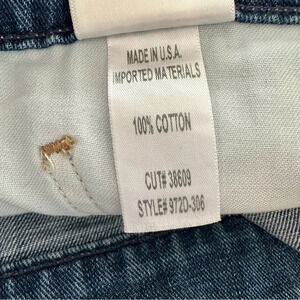 MADE IN U.S.A.
IMPORTED MATERIALS
100% COTTON
CUT# 38609
STYLE# 972D-306